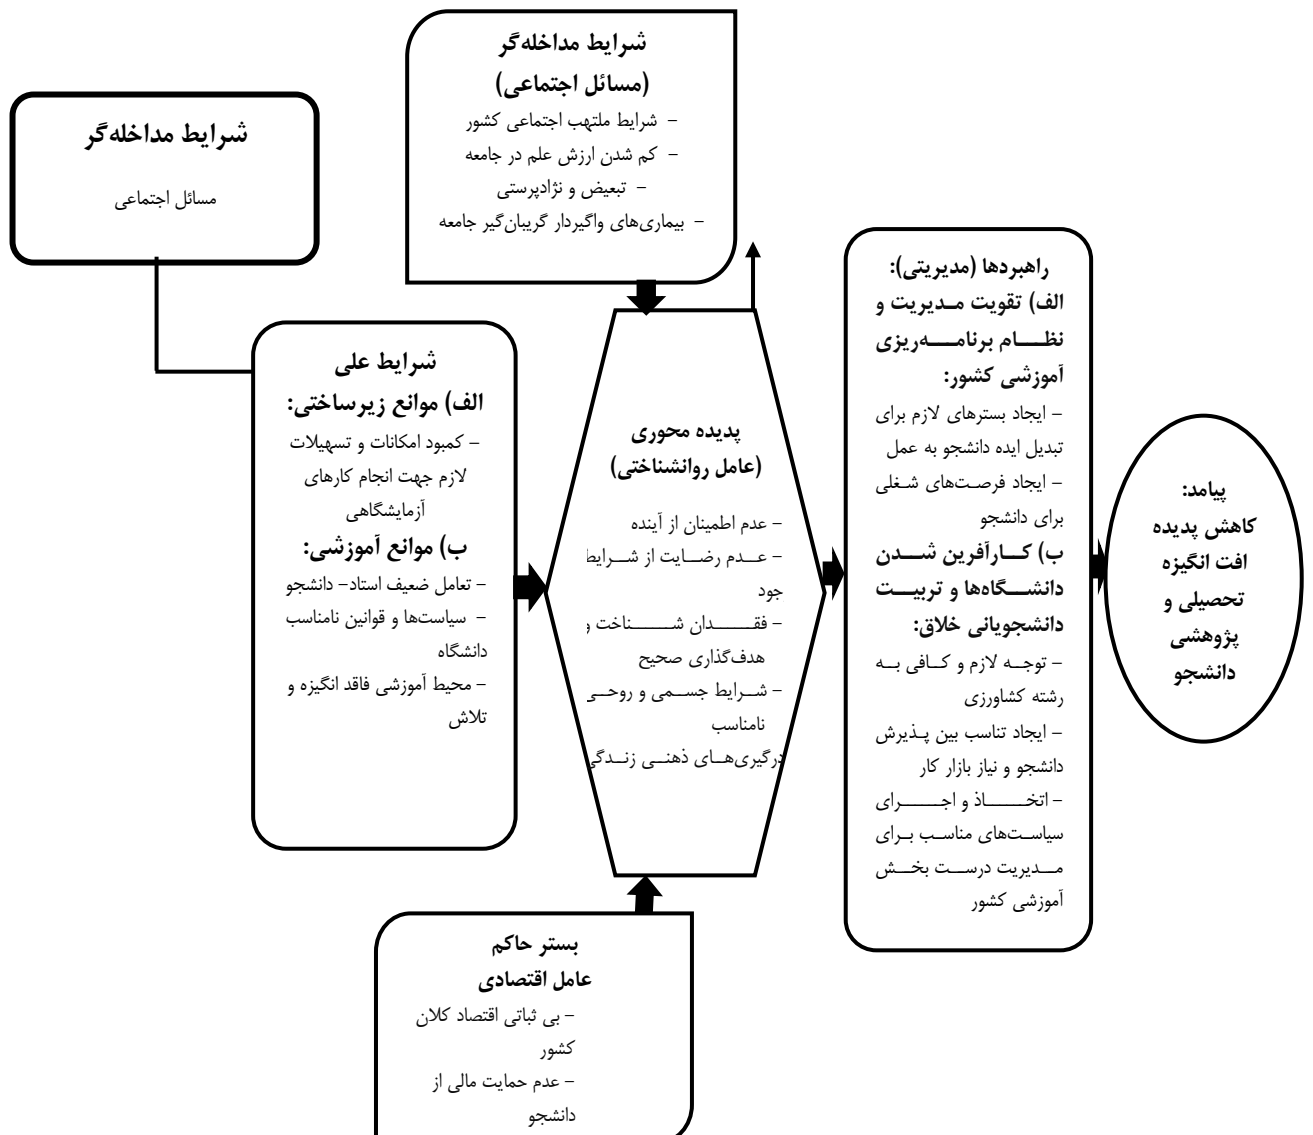 شرایط مداخله‌گر
(مسائل اجتماعی)
- شرایط ملتهب اجتماعی کشور
- کم شدن ارزش علم در جامعه
- تبعیض و نژادپرستی
- بیماری‌های واگیردار گریبان‌گیر جامعه
شرایط مداخله‌گر
مسائل اجتماعی
شرایط علی
الف) موانع زیرساختی:
- کمبود امکانات و تسهیلات
لازم جهت انجام کارهای
آزمایشگاهی
ب) موانع آموزشی:
- تعامل ضعیف استاد- دانشجو
- سیاست‌ها و قوانین نامناسب
دانشگاه
- محیط آموزشی فاقد انگیزه و
تلاش
پدیده محوری
(عامل روانشناختی)
- عدم اطمینان از آینده
- عدم رضایت از شرایط
جود
- فقدان شناخت و
هدف‌گذاری صحیح
- شرایط جسمی و روحی
نامناسب
درگیری‌های ذهنی زندگی
راهبردها (مدیریتی):
الف) تقویت مدیریت و
نظام برنامه‌ریزی
آموزشی کشور:
- ایجاد بسترهای لازم برای
تبدیل ایده دانشجو به عمل
- ایجاد فرصت‌های شغلی
برای دانشجو
ب) کارآفرین شدن
دانشگاه‌ها و تربیت
دانشجویانی خلاق:
- توجه لازم و کافی به
رشته کشاورزی
- ایجاد تناسب بین پذیرش
دانشجو و نیاز بازار کار
- اتخاذ و اجرای
سیاست‌های مناسب برای
مدیریت درست بخش
آموزشی کشور
پیامد:
کاهش پدیده
افت انگیزه
تحصیلی و
پژوهشی
دانشجو
بستر حاکم
عامل اقتصادی
- بی ثباتی اقتصاد کلان
کشور
- عدم حمایت مالی از
دانشجو